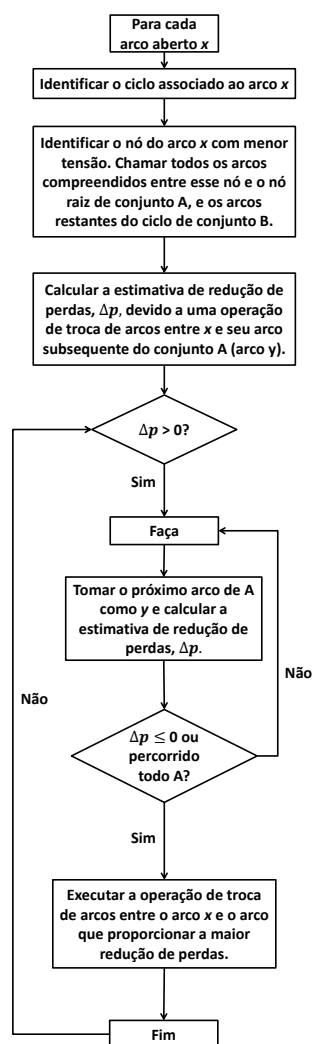 Para cada
arco aberto x
Identificar o ciclo associado ao arco x
Identificar o nó do arco x com menor
tensão. Chamar todos os arcos
compreendidos entre esse nó e o nó
raiz de conjunto A, e os arcos
restantes do ciclo de conjunto B.
Calcular a estimativa de redução de
perdas, Δp, devido a uma operação
de troca de arcos entre x e seu arco
subsequente do conjunto A (arco y).
Δp > 0?
Sim
Faça
Tomar o próximo arco de A
como y e calcular a
estimativa de redução de
perdas, Δp.
Não
Não
Δp ≤ 0 ou
percorrido
todo A?
Sim
Executar a operação de troca
de arcos entre o arco x e o arco
que proporcionar a maior
redução de perdas.
Fim